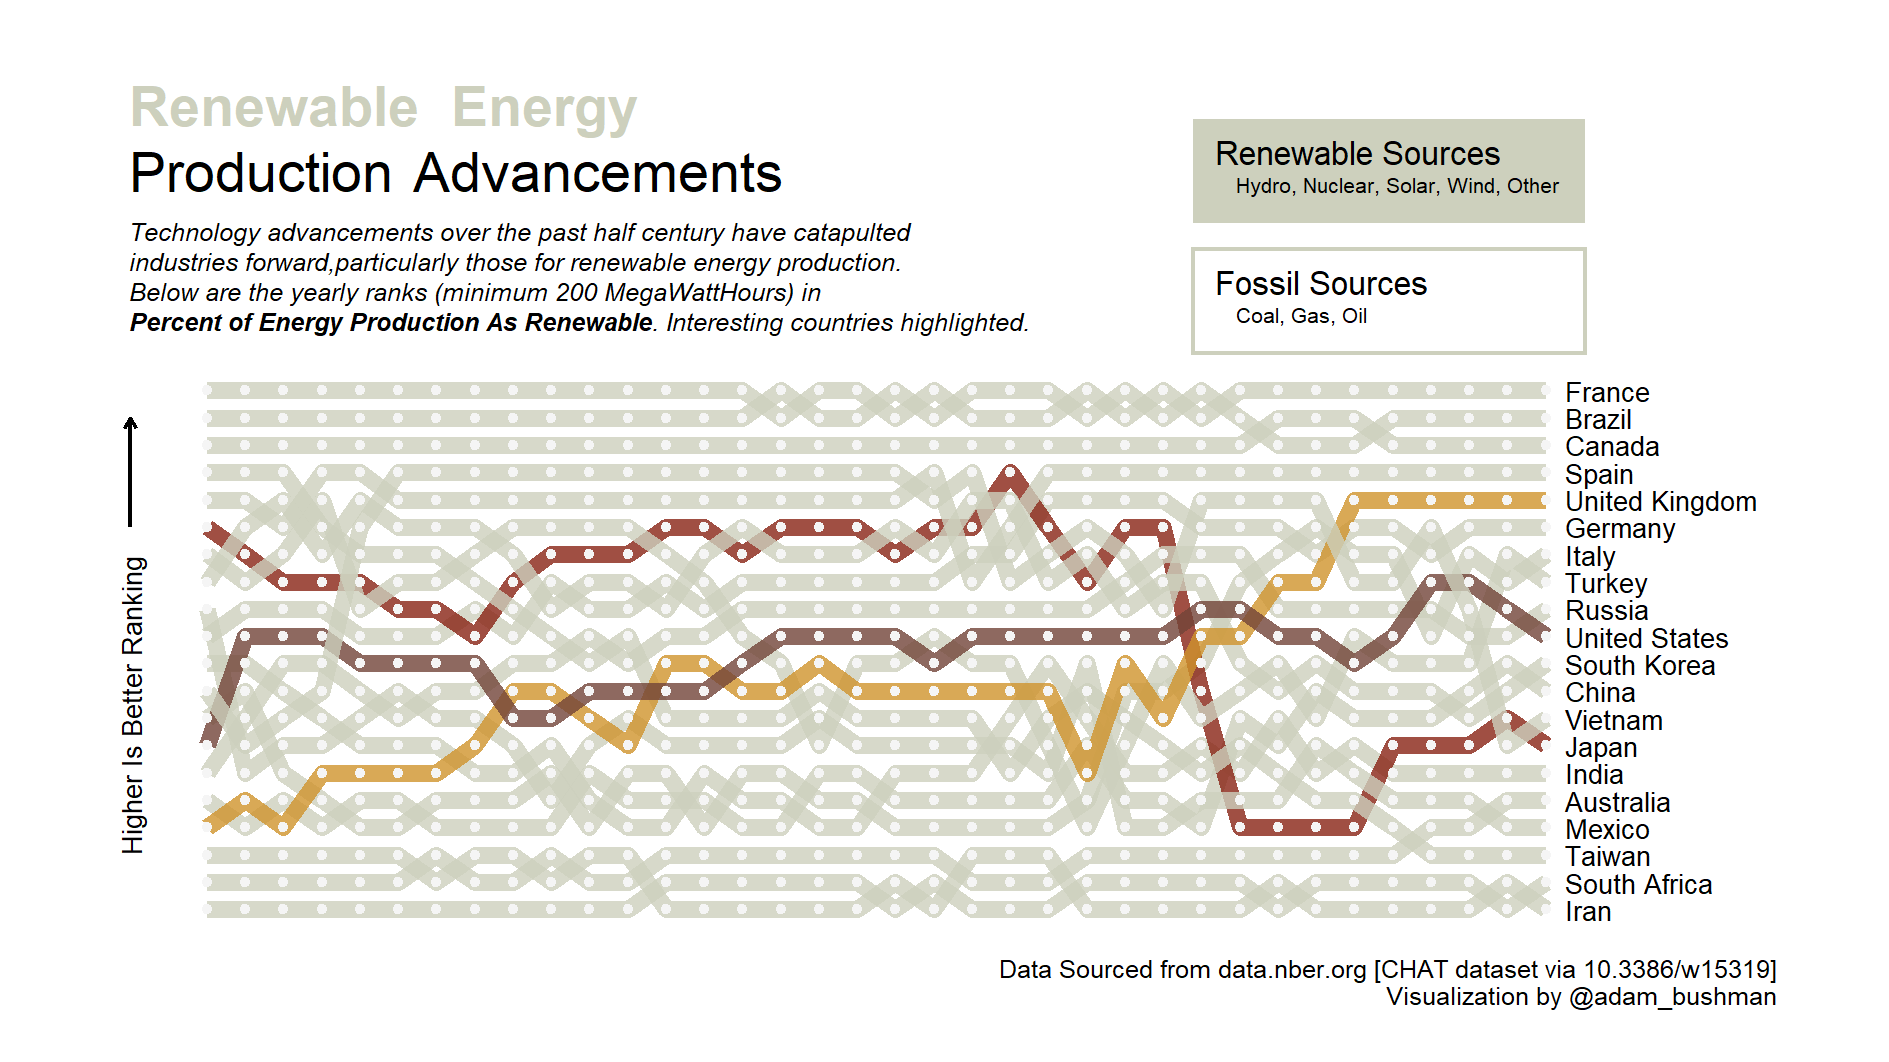 Renewable Energy
Production Advancements
Technology advancements over the past half century have catapulted
industries forward,particularly those for renewable energy production.
Below are the yearly ranks (minimum 200 MegaWattHours) in
Percent of Energy Production As Renewable. Interesting countries highlighted.
Renewable Sources
Hydro, Nuclear, Solar, Wind, Other
Fossil Sources
Coal, Gas, Oil
Higher Is Better Ranking
France
Brazil
Canada
Spain
United Kingdom
Germany
Italy
Turkey
Russia
United States
South Korea
China
Vietnam
Japan
India
Australia
Mexico
Taiwan
South Africa
Iran
Data Sourced from data.nber.org [CHAT dataset via 10.3386/w15319]
Visualization by @adam_bushman